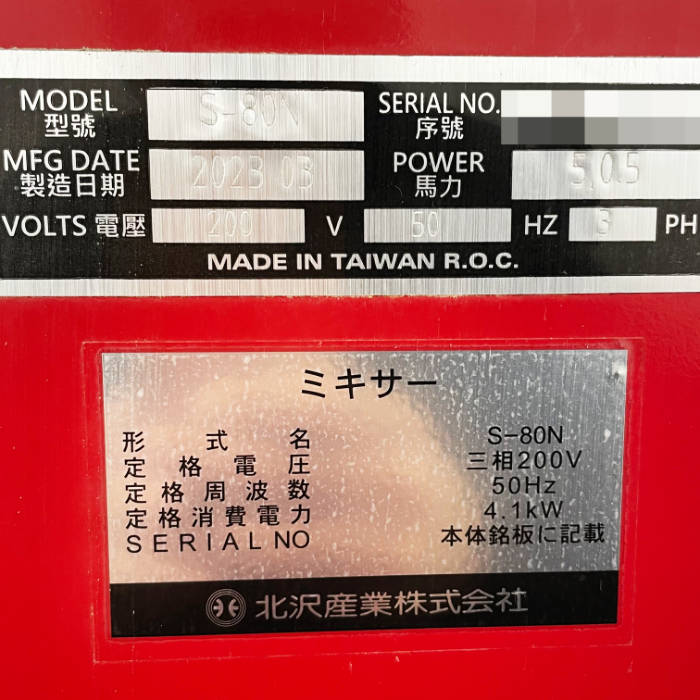 MODEL 型號 S-80N SERIAL NO. 序號
MFG DATE 製造日期 2023 03 POWER 馬力 5.0.5
VOLTS 電壓 200 V 50 HZ 3 PH
MADE IN TAIWAN R.O.C.
ミキサー
形式名 S-80N
定格電圧 三相200V
定格周波数 50Hz
定格消費電力 4.1kW
SERIAL NO 本体銘板に記載
北沢産業株式会社